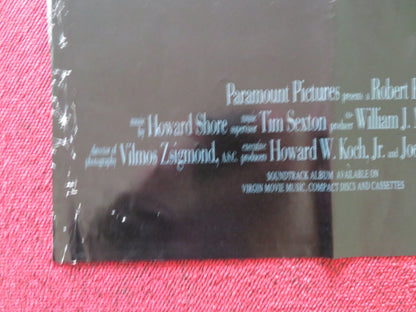 Paramount Pictures presents a Robert
music by Howard Shore music supervisor Tim Sexton co-producer William J.
director of photography Vilmos Zsigmond, A.S.C. executive producers Howard W. Koch, Jr. and Joe
SOUNDTRACK ALBUM AVAILABLE ON
VIRGIN MOVIE MUSIC COMPACT DISCS AND CASSETTES